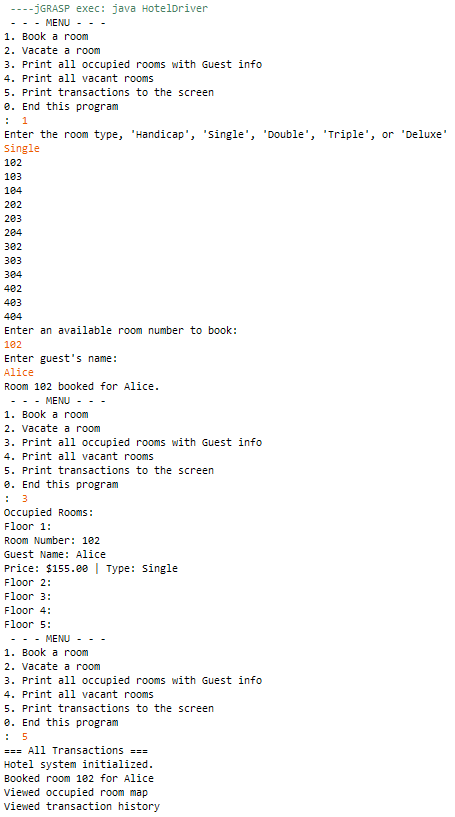 ----jGRASP exec: java HotelDriver
- - - MENU - - -
1. Book a room
2. Vacate a room
3. Print all occupied rooms with Guest info
4. Print all vacant rooms
5. Print transactions to the screen
0. End this program
:  1
Enter the room type, 'Handicap', 'Single', 'Double', 'Triple', or 'Deluxe'
Single
102
103
104
202
203
204
302
303
304
402
403
404
Enter an available room number to book:
102
Enter guest's name:
Alice
Room 102 booked for Alice.
- - - MENU - - -
1. Book a room
2. Vacate a room
3. Print all occupied rooms with Guest info
4. Print all vacant rooms
5. Print transactions to the screen
0. End this program
:  3
Occupied Rooms:
Floor 1:
Room Number: 102
Guest Name: Alice
Price: $155.00 | Type: Single
Floor 2:
Floor 3:
Floor 4:
Floor 5:
- - - MENU - - -
1. Book a room
2. Vacate a room
3. Print all occupied rooms with Guest info
4. Print all vacant rooms
5. Print transactions to the screen
0. End this program
:  5
=== All Transactions ===
Hotel system initialized.
Booked room 102 for Alice
Viewed occupied room map
Viewed transaction history